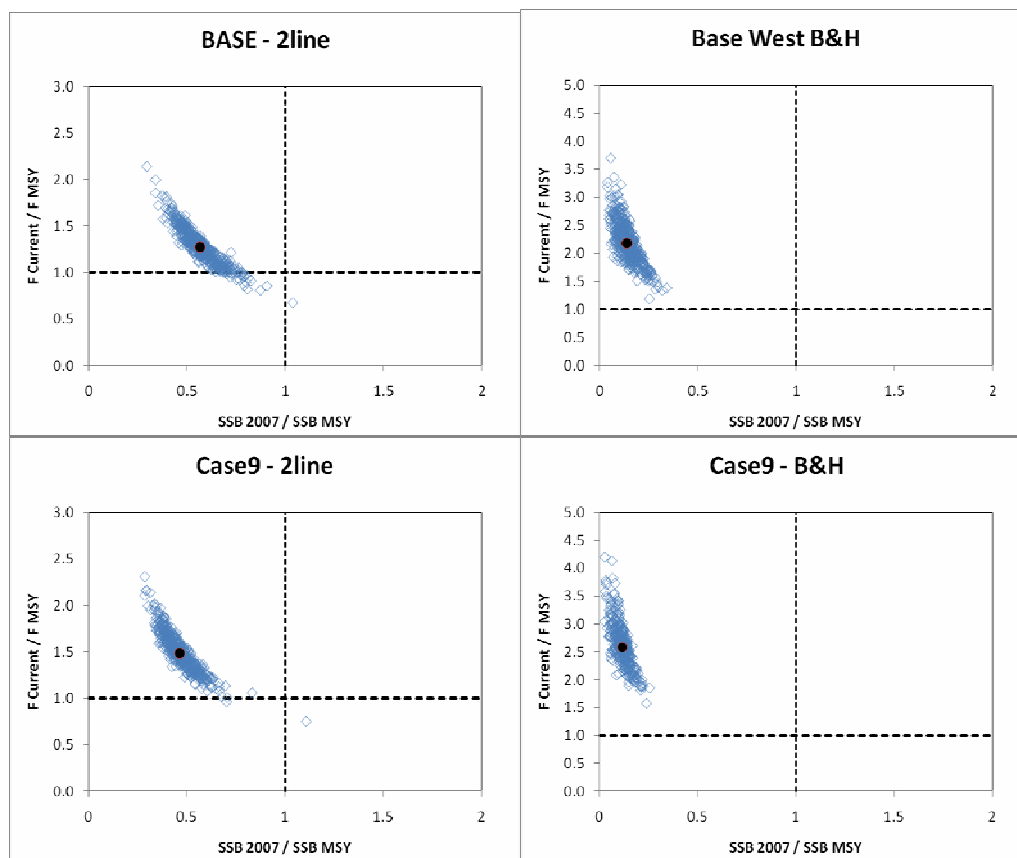 BASE - 2line
F Current / F MSY
3.0
2.5
2.0
1.5
1.0
0.5
0.0
0 0.5 1 1.5 2
SSB 2007 / SSB MSY
Base West B&H
F Current / F MSY
5.0
4.5
4.0
3.5
3.0
2.5
2.0
1.5
1.0
0.5
0.0
0 0.5 1 1.5 2
SSB 2007 / SSB MSY
Case9 - 2line
F Current / F MSY
3.0
2.5
2.0
1.5
1.0
0.5
0.0
0 0.5 1 1.5 2
SSB 2007 / SSB MSY
Case9 - B&H
F Current / F MSY
5.0
4.5
4.0
3.5
3.0
2.5
2.0
1.5
1.0
0.5
0.0
0 0.5 1 1.5 2
SSB 2007 / SSB MSY